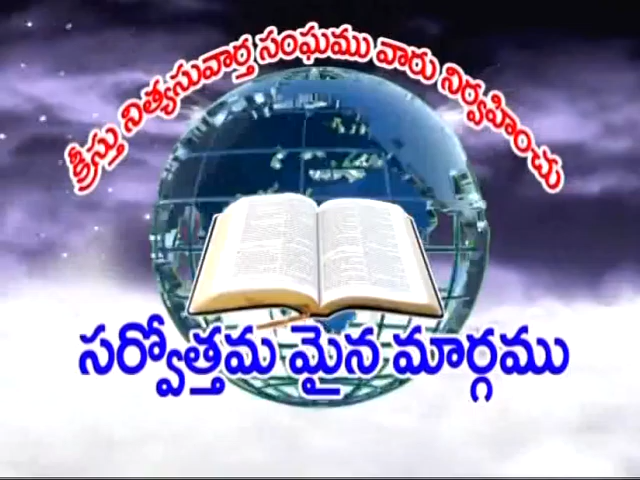 క్రీస్తు నిత్యసువార్త సంఘము వారు నిర్వహించు
సర్వోత్తమ మైన మార్గము